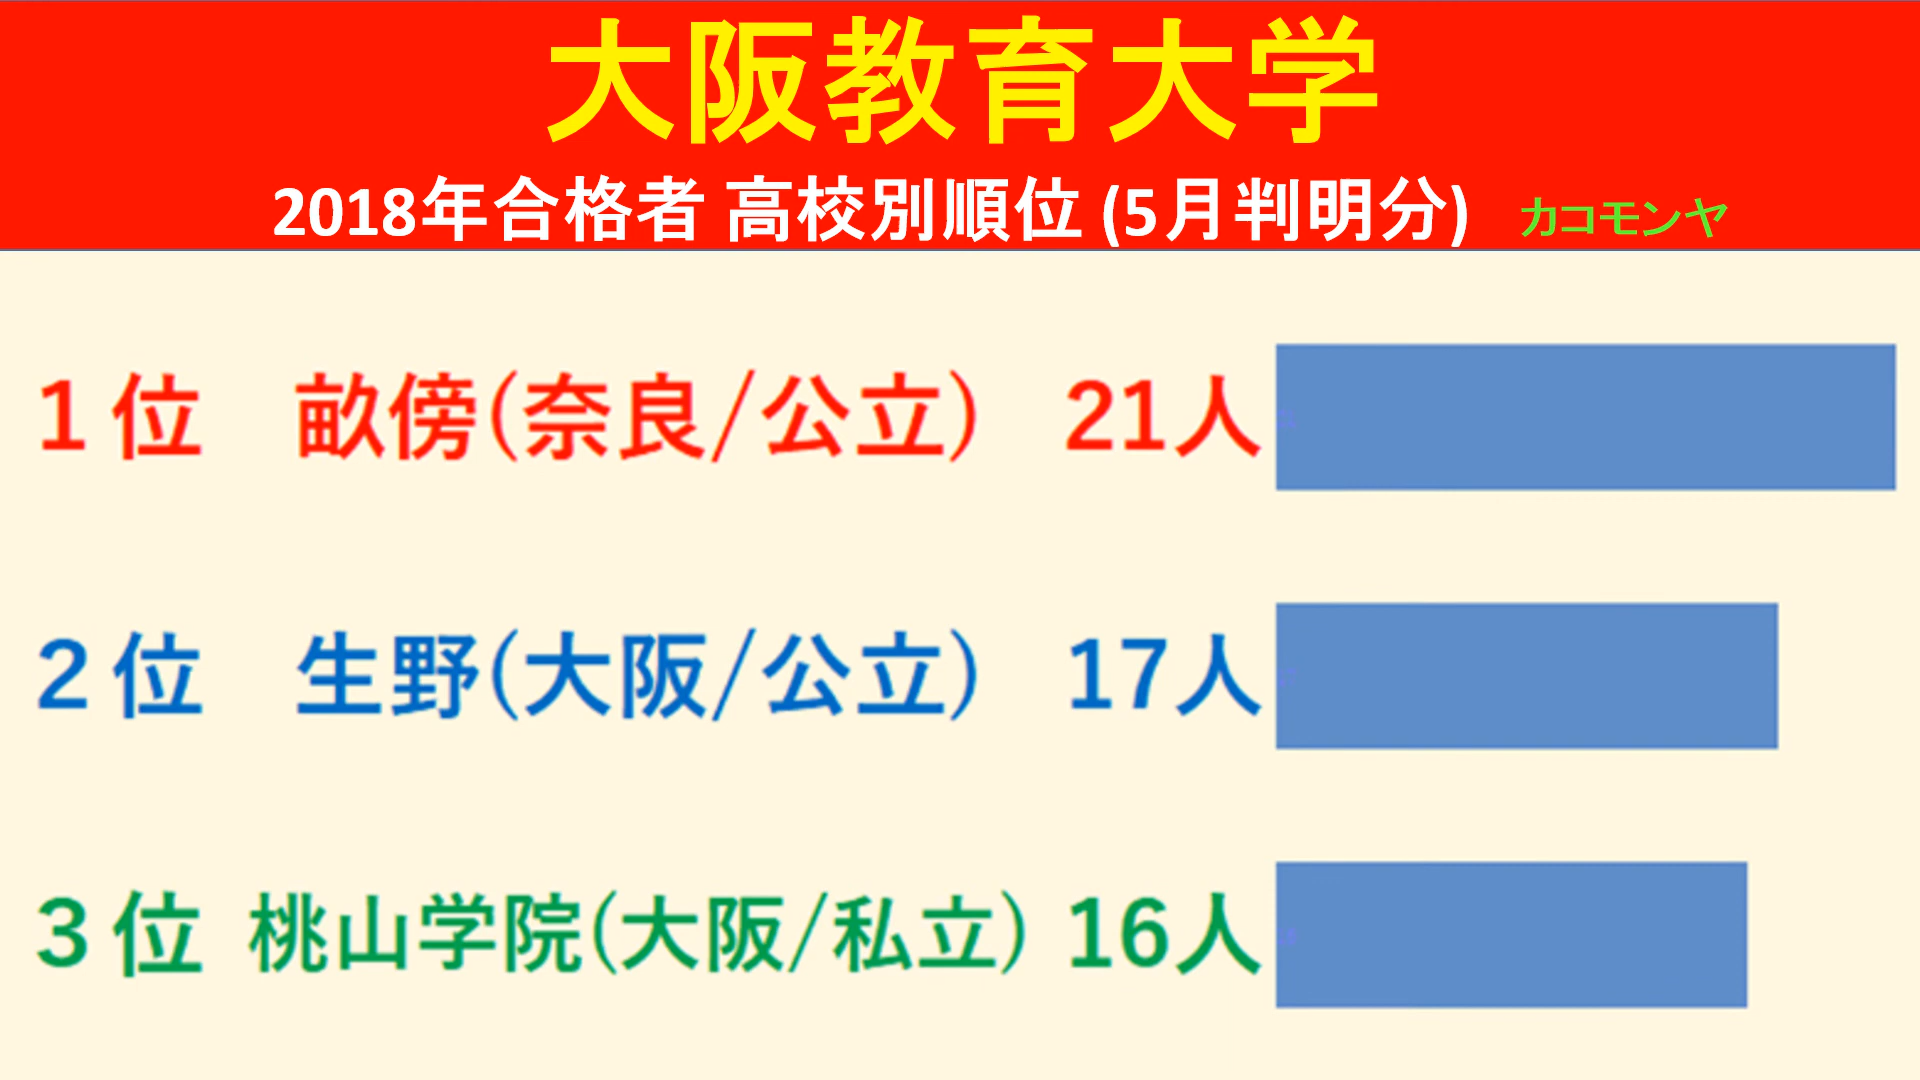 大阪教育大学
2018年合格者 高校別順位 (5月判明分) カコモンヤ
1位 畝傍(奈良/公立) 21人
2位 生野(大阪/公立) 17人
3位 桃山学院(大阪/私立) 16人